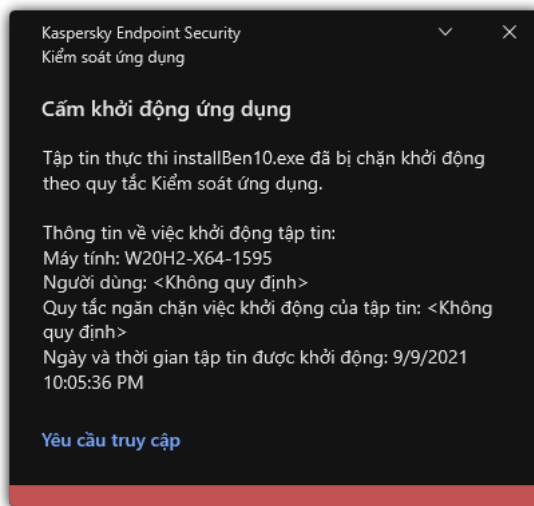 Kaspersky Endpoint Security
Kiểm soát ứng dụng
Cấm khởi động ứng dụng
Tập tin thực thi installBen10.exe đã bị chặn khởi động
theo quy tắc Kiểm soát ứng dụng.
Thông tin về việc khởi động tập tin:
Máy tính: W20H2-X64-1595
Người dùng: <Không quy định>
Quy tắc ngăn chặn việc khởi động của tập tin: <Không
quy định>
Ngày và thời gian tập tin được khởi động: 9/9/2021
10:05:36 PM
Yêu cầu truy cập